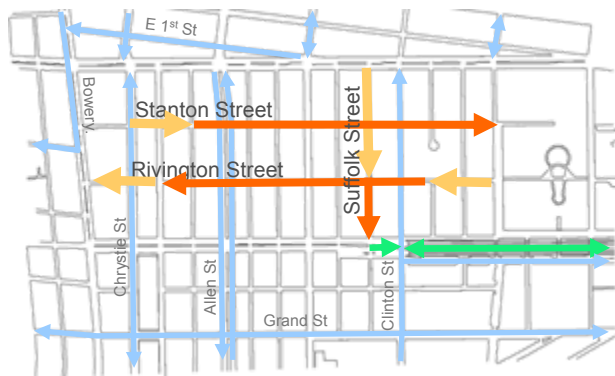 E 1st St
Bowery.
Stanton Street
Rivington Street
Suffolk Street
Chrystie St
Allen St
Clinton St
Grand St